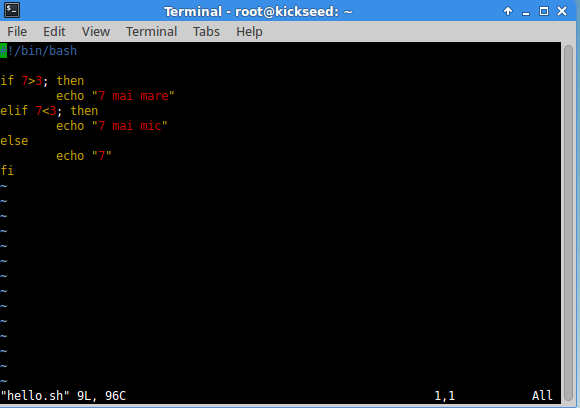 Terminal - root@kickseed: ~
File Edit View Terminal Tabs Help
#!/bin/bash
if 7>3; then
echo "7 mai mare"
elif 7<3; then
echo "7 mai mic"
else
echo "7"
fi
~
~
~
~
~
~
~
~
~
~
~
~
~
~
"hello.sh" 9L, 96C 1,1 All